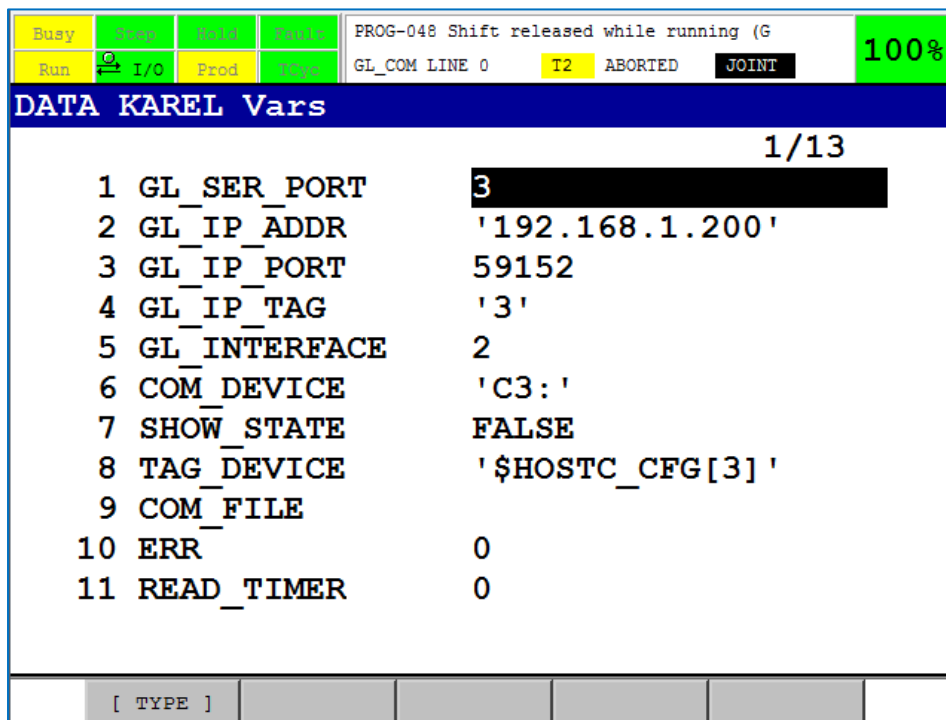 Busy Step Hold Fault PROG-048 Shift released while running (G
Run I/O Prod TCyc GL_COM LINE 0 T2 ABORTED JOINT 100%
DATA KAREL Vars
1/13
1 GL_SER_PORT 3
2 GL_IP_ADDR '192.168.1.200'
3 GL_IP_PORT 59152
4 GL_IP_TAG '3'
5 GL_INTERFACE 2
6 COM_DEVICE 'C3:'
7 SHOW_STATE FALSE
8 TAG_DEVICE '$HOSTC_CFG[3]'
9 COM_FILE
10 ERR 0
11 READ_TIMER 0
[ TYPE ]